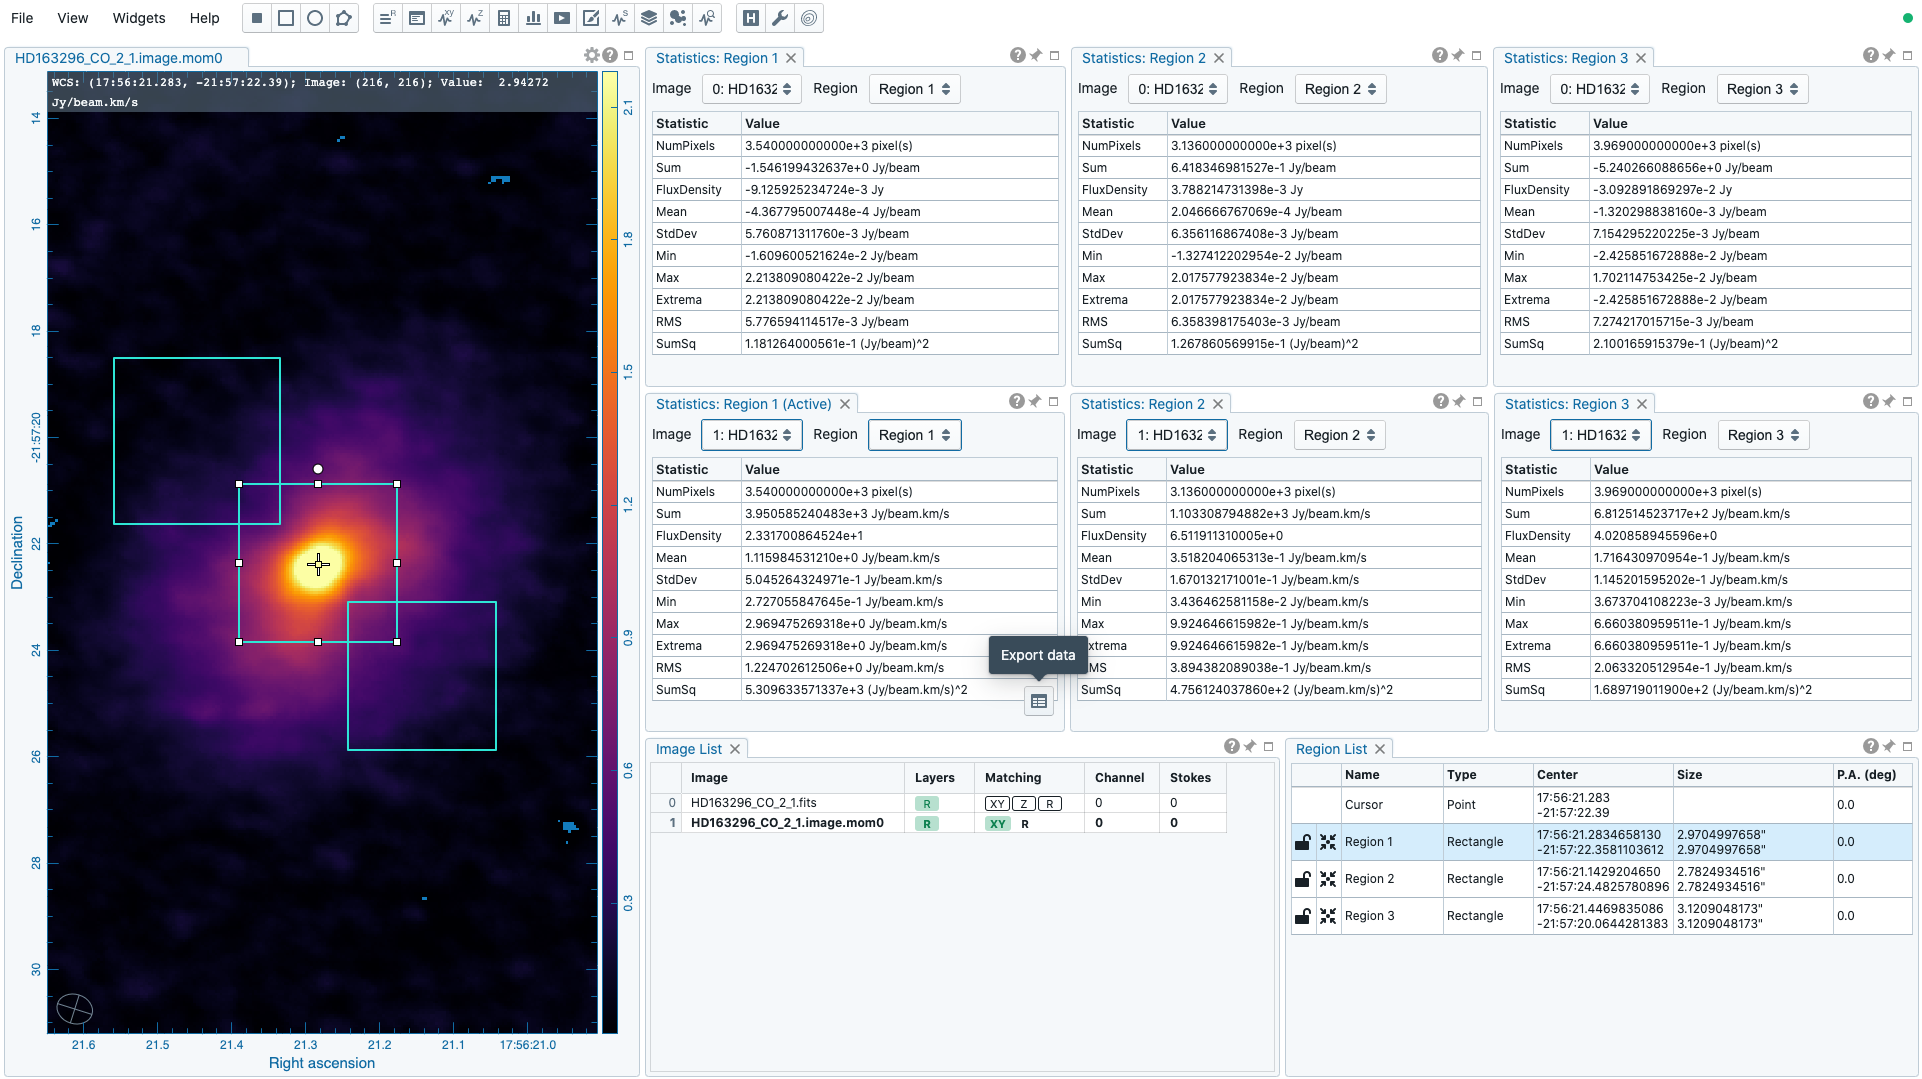 File View Widgets Help
HD163296_CO_2_1.image.mom0
WCS: (17:56:21.283, -21:57:22.39); Image: (216, 216); Value: 2.94272
Jy/beam.km/s
14
16
18
-21:57:20
22
24
26
28
30
Declination
21.6 21.5 21.4 21.3 21.2 21.1 17:56:21.0
Right ascension
2.1
1.8
1.5
1.2
0.9
0.6
0.3
Statistics: Region 1
Image 0: HD1632 Region Region 1
Statistic Value
NumPixels 3.540000000000e+3 pixel(s)
Sum -1.546199432637e+0 Jy/beam
FluxDensity -9.125925234724e-3 Jy
Mean -4.367795007448e-4 Jy/beam
StdDev 5.760871311760e-3 Jy/beam
Min -1.609600521624e-2 Jy/beam
Max 2.213809080422e-2 Jy/beam
Extrema 2.213809080422e-2 Jy/beam
RMS 5.776594114517e-3 Jy/beam
SumSq 1.181264000561e-1 (Jy/beam)^2
Statistics: Region 2
Image 0: HD1632 Region Region 2
Statistic Value
NumPixels 3.136000000000e+3 pixel(s)
Sum 6.418346981527e-1 Jy/beam
FluxDensity 3.788214731398e-3 Jy
Mean 2.046666767069e-4 Jy/beam
StdDev 6.356116867408e-3 Jy/beam
Min -1.327412202954e-2 Jy/beam
Max 2.017577923834e-2 Jy/beam
Extrema 2.017577923834e-2 Jy/beam
RMS 6.358398175403e-3 Jy/beam
SumSq 1.267860569915e-1 (Jy/beam)^2
Statistics: Region 3
Image 0: HD1632 Region Region 3
Statistic Value
NumPixels 3.969000000000e+3 pixel(s)
Sum -5.240266088656e+0 Jy/beam
FluxDensity -3.092891869297e-2 Jy
Mean -1.320298838160e-3 Jy/beam
StdDev 7.154295220225e-3 Jy/beam
Min -2.425851672888e-2 Jy/beam
Max 1.702114753425e-2 Jy/beam
Extrema -2.425851672888e-2 Jy/beam
RMS 7.274217015715e-3 Jy/beam
SumSq 2.100165915379e-1 (Jy/beam)^2
Statistics: Region 1 (Active)
Image 1: HD1632 Region Region 1
Statistic Value
NumPixels 3.540000000000e+3 pixel(s)
Sum 3.950585240483e+3 Jy/beam.km/s
FluxDensity 2.331700864524e+1
Mean 1.115984531210e+0 Jy/beam.km/s
StdDev 5.045264324971e-1 Jy/beam.km/s
Min 2.727055847645e-1 Jy/beam.km/s
Max 2.969475269318e+0 Jy/beam.km/s
Extrema 2.969475269318e+0 Jy/beam.km/s
RMS 1.224702612506e+0 Jy/beam.km/s
SumSq 5.309633571337e+3 (Jy/beam.km/s)^2
Export data
Statistics: Region 2
Image 1: HD1632 Region Region 2
Statistic Value
NumPixels 3.136000000000e+3 pixel(s)
Sum 1.103308794882e+3 Jy/beam.km/s
FluxDensity 6.511911310005e+0
Mean 3.518204065313e-1 Jy/beam.km/s
StdDev 1.670132171001e-1 Jy/beam.km/s
Min 3.436462581158e-2 Jy/beam.km/s
Max 9.924646615982e-1 Jy/beam.km/s
xtrema 9.924646615982e-1 Jy/beam.km/s
MS 3.894382089038e-1 Jy/beam.km/s
SumSq 4.756124037860e+2 (Jy/beam.km/s)^2
Statistics: Region 3
Image 1: HD1632 Region Region 3
Statistic Value
NumPixels 3.969000000000e+3 pixel(s)
Sum 6.812514523717e+2 Jy/beam.km/s
FluxDensity 4.020858945596e+0
Mean 1.716430970954e-1 Jy/beam.km/s
StdDev 1.145201595202e-1 Jy/beam.km/s
Min 3.673704108223e-3 Jy/beam.km/s
Max 6.660380959511e-1 Jy/beam.km/s
Extrema 6.660380959511e-1 Jy/beam.km/s
RMS 2.063320512954e-1 Jy/beam.km/s
SumSq 1.689719011900e+2 (Jy/beam.km/s)^2
Image List
Image Layers Matching Channel Stokes
0 HD163296_CO_2_1.fits R XY Z R 0 0
1 HD163296_CO_2_1.image.mom0 R XY R 0 0
Region List
Name Type Center Size P.A. (deg)
Cursor Point 17:56:21.283 0.0
-21:57:22.39
Region 1 Rectangle 17:56:21.2834658130 2.9704997658" 0.0
-21:57:22.3581103612 2.9704997658"
Region 2 Rectangle 17:56:21.1429204650 2.7824934516" 0.0
-21:57:24.4825780896 2.7824934516"
Region 3 Rectangle 17:56:21.4469835086 3.1209048173" 0.0
-21:57:20.0644281383 3.1209048173"